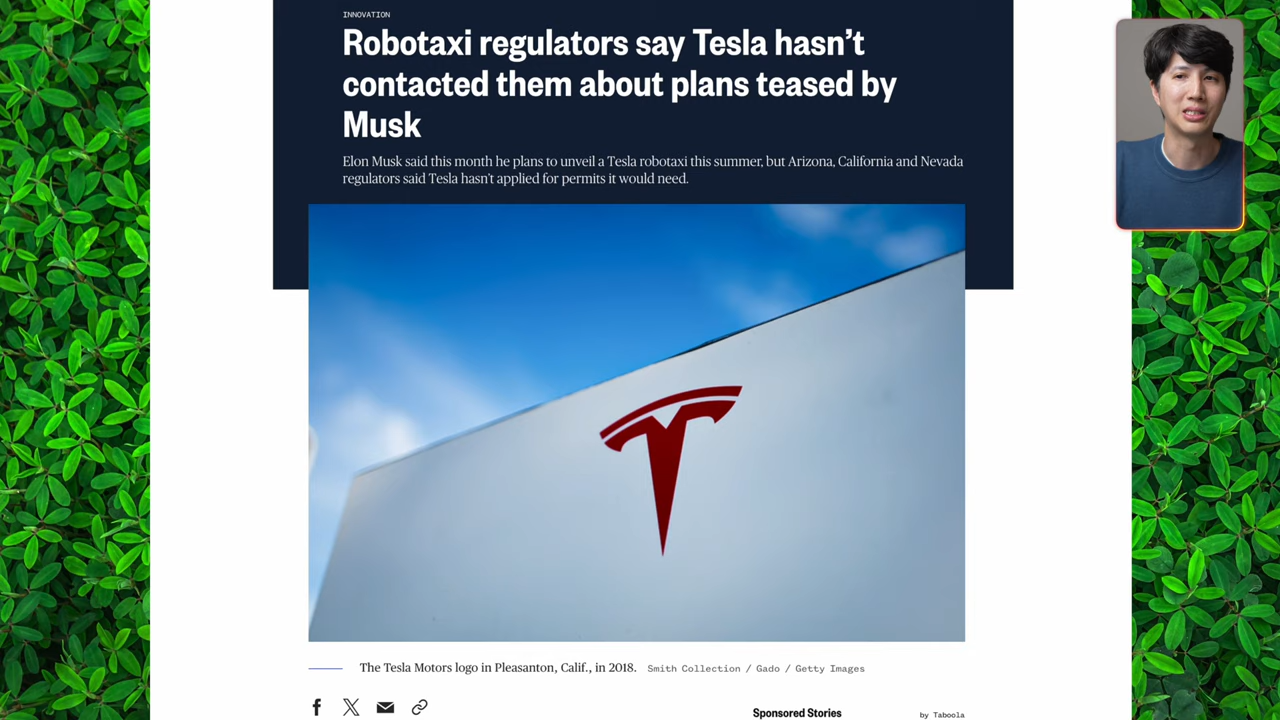 INNOVATION
Robotaxi regulators say Tesla hasn’t
contacted them about plans teased by
Musk
Elon Musk said this month he plans to unveil a Tesla robotaxi this summer, but Arizona, California and Nevada
regulators said Tesla hasn't applied for permits it would need.
The Tesla Motors logo in Pleasanton, Calif., in 2018. Smith Collection / Gado / Getty Images
Sponsored Stories
by Taboola